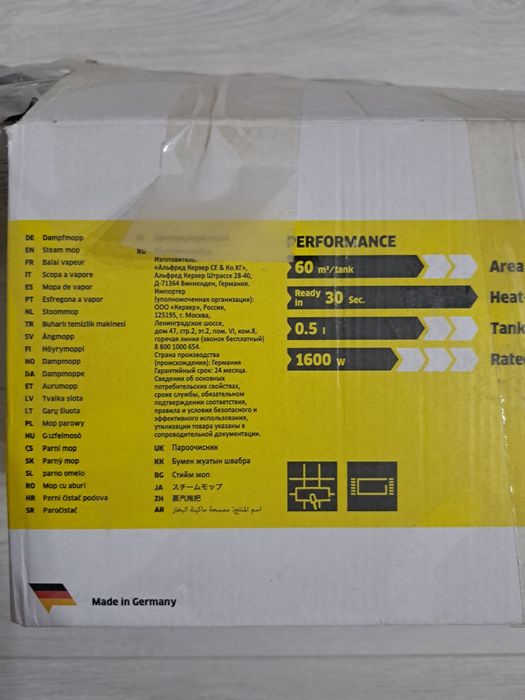 DE Dampfmopp
EN Steam mop
FR Balai vapeur
IT Scopa a vapore
ES Mopa de vapor
PT Esfregona a vapor
NL Stoommop
TR Buharlı temizlik makinesi
SV Ångmopp
FI Höyrymoppi
NO Dampmopp
DA Dampmoppe
ET Aurumopp
LV Tvaika slota
LT Garų šluota
PL Mop parowy
HU Gőzfelmosó
CS Parní mop
SK Parný mop
SL parno omelo
RO Mop cu aburi
HR Parni čistač podova
SR Paročistač
EL
RU
Изготовитель:
«Альфред Керхер СЕ & Ко.КГ»,
Альфред Керхер Штрассе 28-40,
Д-71364 Винненден, Германия.
Импортер
(уполномоченная организация):
ООО «Керхер», Россия,
125195, г. Москва,
Ленинградское шоссе,
дом 47, стр.2, эт.2, пом. VI, ком.8,
горячая линия (звонок бесплатный)
8 800 1000 654.
Страна производства
(происхождения): Германия
Гарантийный срок: 24 месяца.
Сведения об основных
потребительских свойствах,
сроке службы, обязательном
подтверждении соответствия,
правила и условия безопасного и
эффективного использования,
утилизации товара указаны в
сопроводительной документации.
UK Пароочисник
KK Бумен жуатын швабра
BG Стийм моп
JA スチームモップ
ZH 蒸汽拖把
AR اسم المنتج: ممسحة ماكينة البخار
PERFORMANCE
60 m²/tank Area
Ready in 30 Sec. Heat
0.5 l Tank
1600 W Rate
Made in Germany